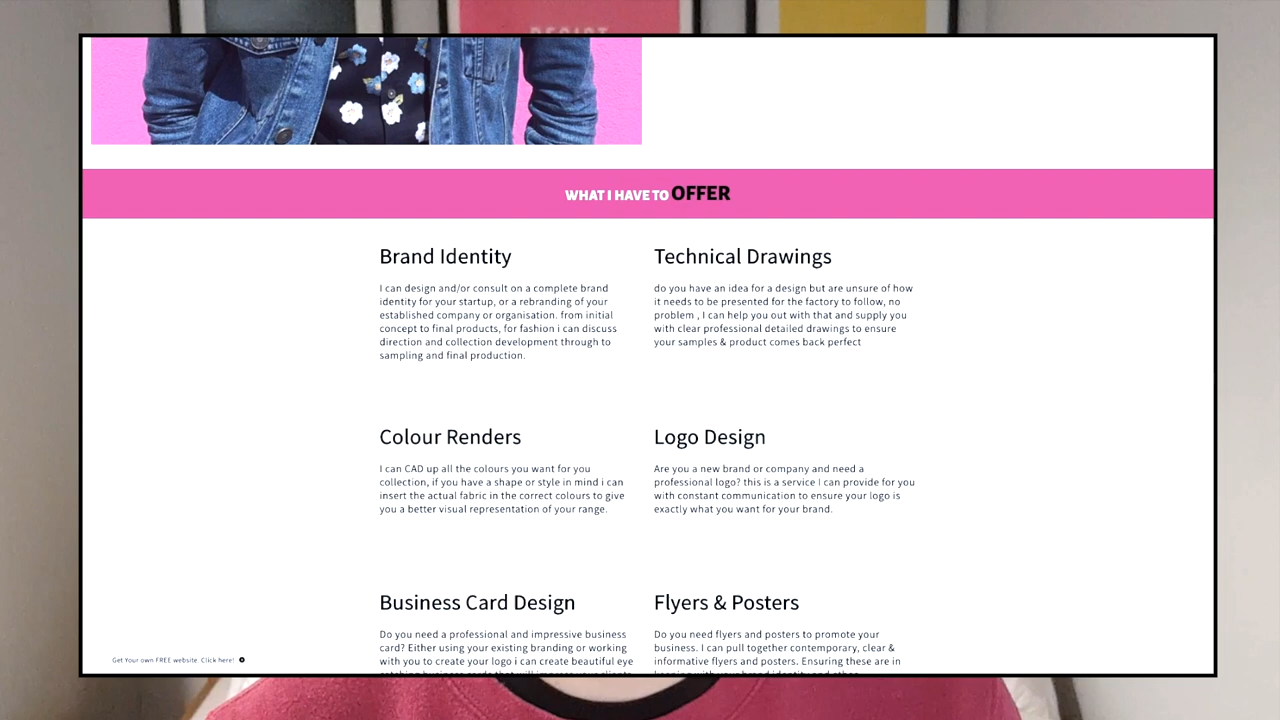 WHAT I HAVE TO OFFER
Brand Identity
I can design and/or consult on a complete brand
identity for your startup, or a rebranding of your
established company or organisation. from initial
concept to final products, for fashion i can discuss
direction and collection development through to
sampling and final production.
Technical Drawings
do you have an idea for a design but are unsure of how
it needs to be presented for the factory to follow, no
problem , I can help you out with that and supply you
with clear professional detailed drawings to ensure
your samples & product comes back perfect
Colour Renders
I can CAD up all the colours you want for you
collection, if you have a shape or style in mind i can
insert the actual fabric in the correct colours to give
you a better visual representation of your range.
Logo Design
Are you a new brand or company and need a
professional logo? this is a service I can provide for you
with constant communication to ensure your logo is
exactly what you want for your brand.
Business Card Design
Do you need a professional and impressive business
card? Either using your existing branding or working
with you to create your logo i can create beautiful eye
Flyers & Posters
Do you need flyers and posters to promote your
business. I can pull together contemporary, clear &
informative flyers and posters. Ensuring these are in
Get Your own FREE website. Click here!